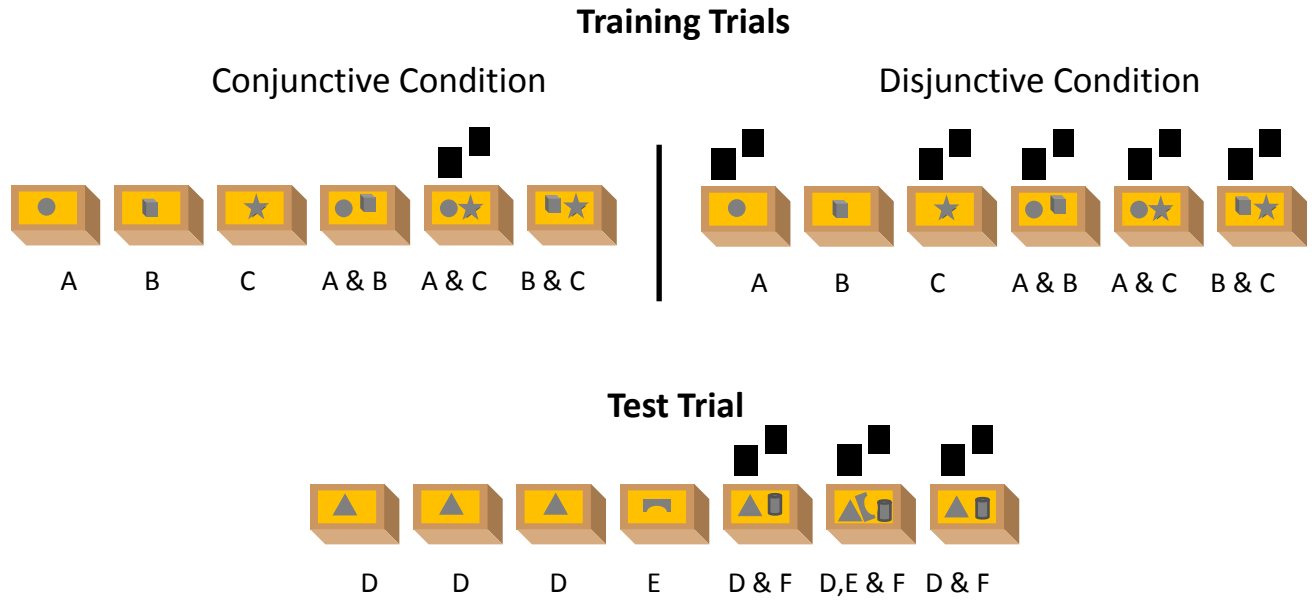 Training Trials
Conjunctive Condition
Disjunctive Condition
A B C A & B A & C B & C
A B C A & B A & C B & C
Test Trial
D D D E D & F D,E & F D & F